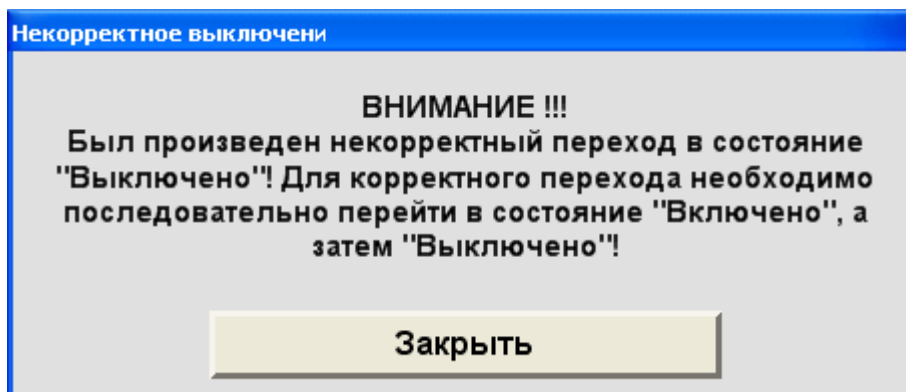 Некорректное выключени
ВНИМАНИЕ !!!
Был произведен некорректный переход в состояние
"Выключено"! Для корректного перехода необходимо
последовательно перейти в состояние "Включено", а
затем "Выключено"!
Закрыть